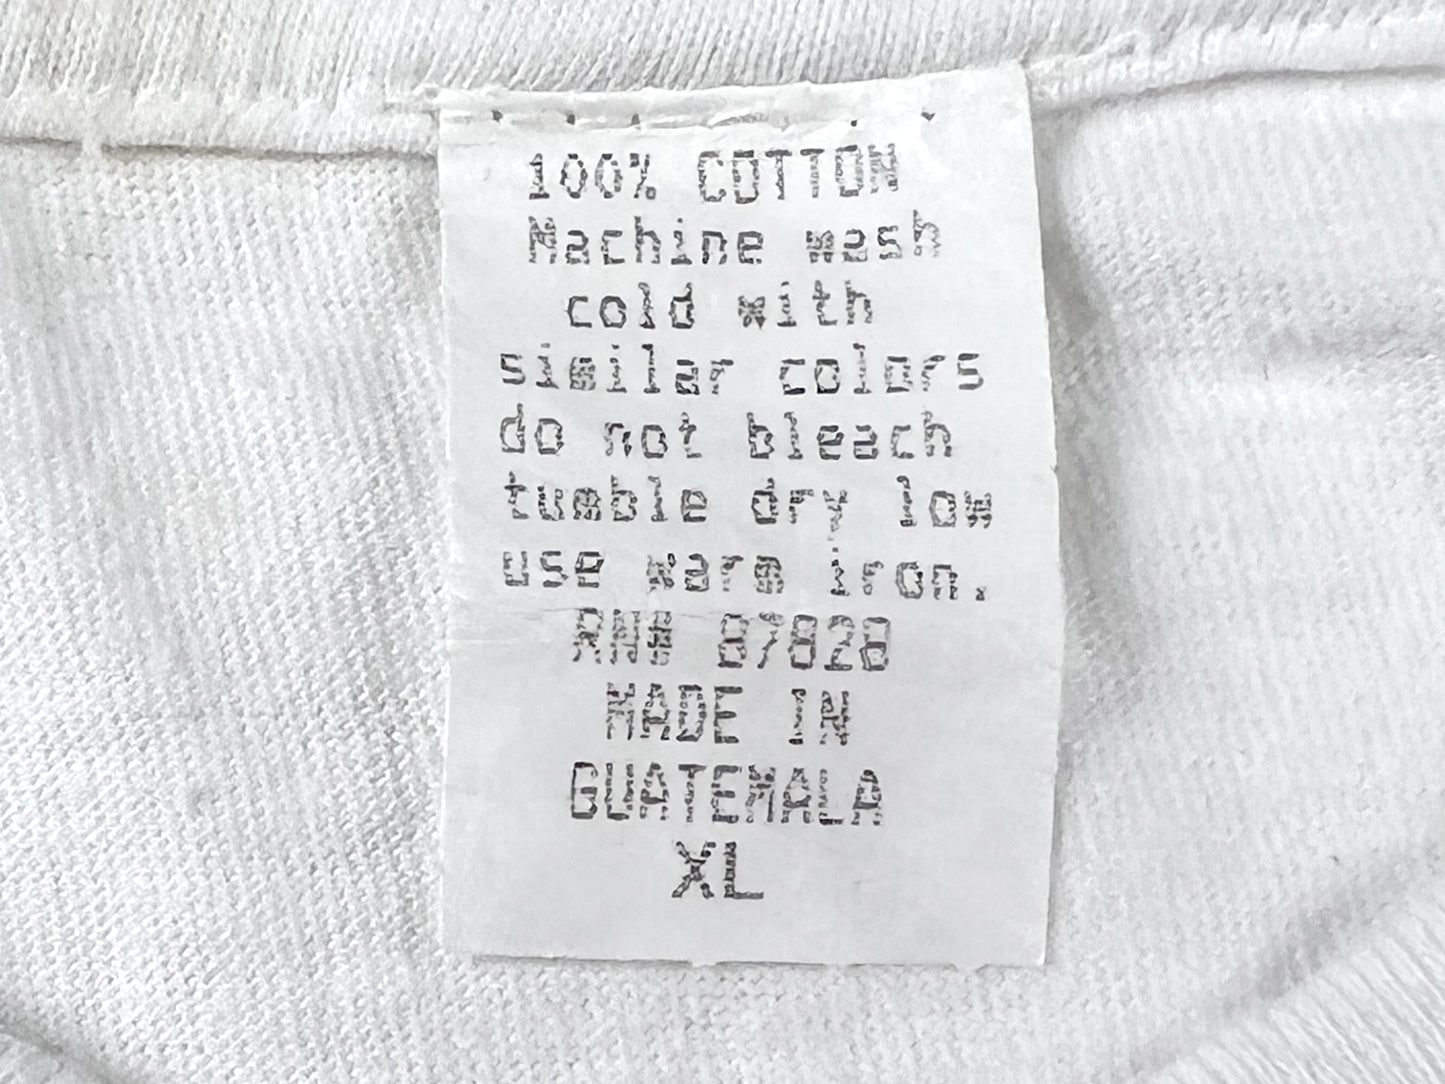 100% COTTON
Machine wash
cold with
similar colors
do not bleach
tumble dry low
use warm iron.
RN# 87028
MADE IN
GUATEMALA
XL